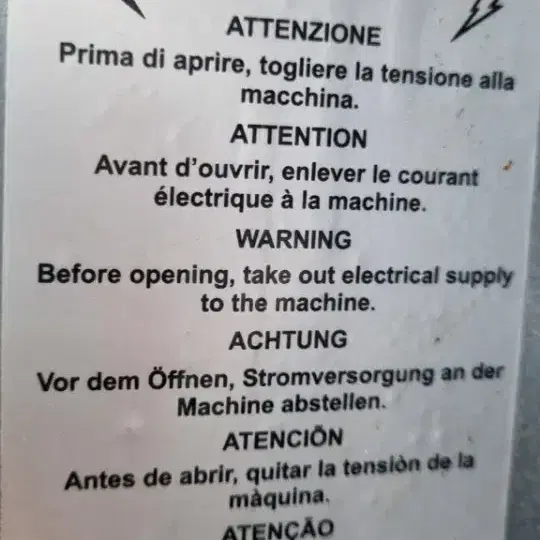 ATTENZIONE
Prima di aprire, togliere la tensione alla
macchina.
ATTENTION
Avant d'ouvrir, enlever le courant
électrique à la machine.
WARNING
Before opening, take out electrical supply
to the machine.
ACHTUNG
Vor dem Öffnen, Stromversorgung an der
Machine abstellen.
ATENCIÕN
Antes de abrir, quitar la tensiòn de la
màquina.
ATENÇÃO